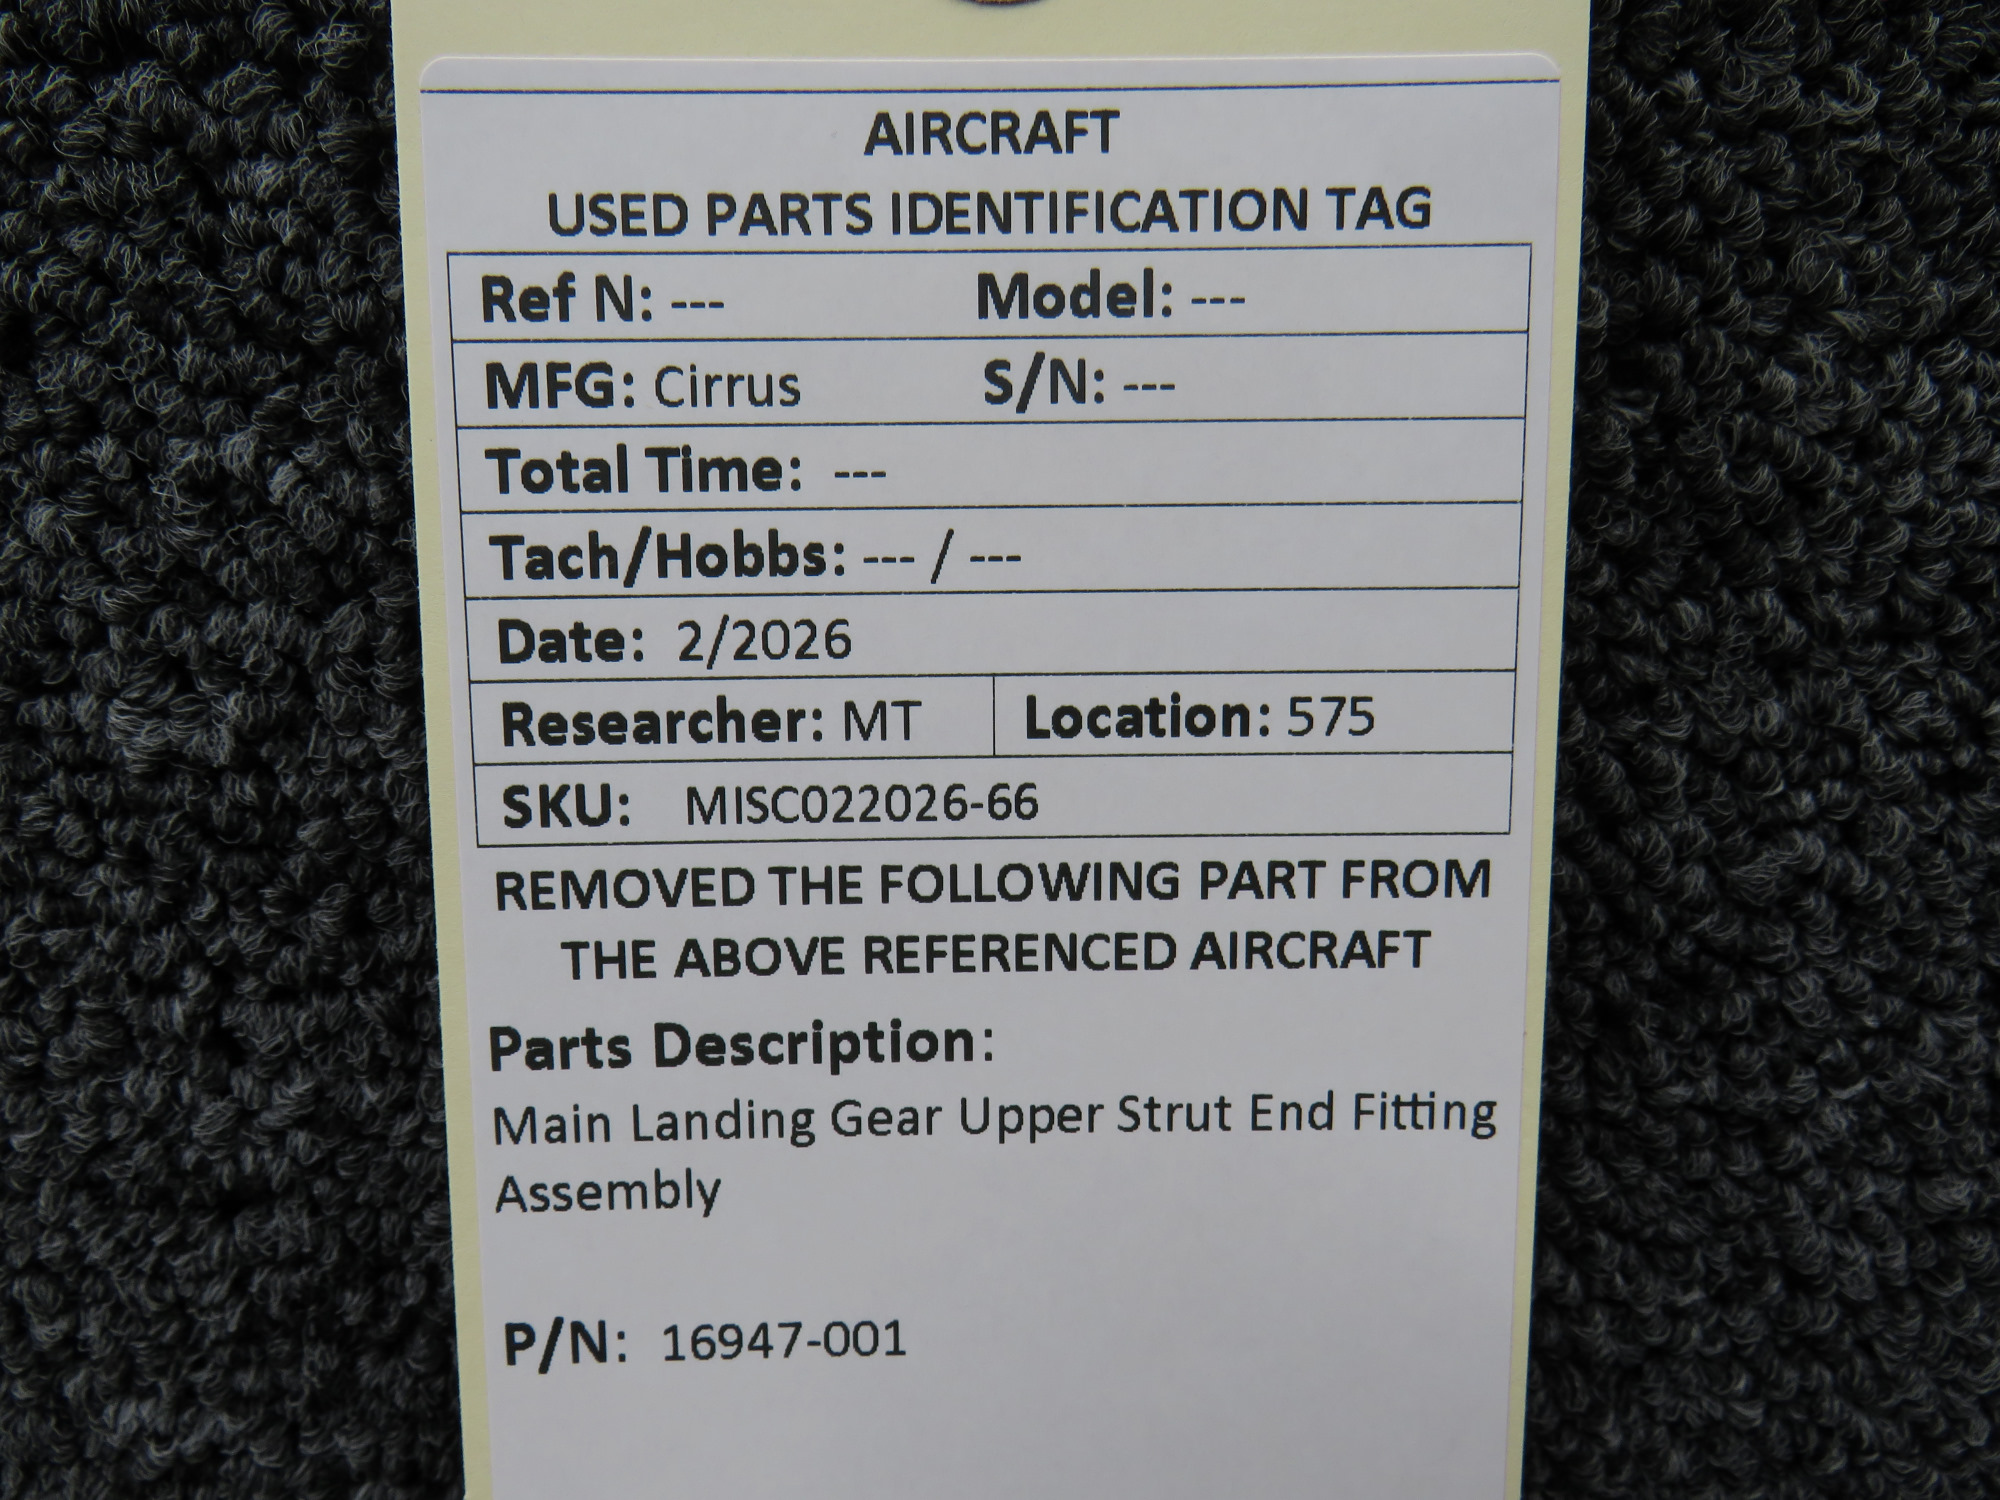 AIRCRAFT
USED PARTS IDENTIFICATION TAG
Ref N: --- Model: ---
MFG: Cirrus S/N: ---
Total Time: ---
Tach/Hobbs: --- / ---
Date: 2/2026
Researcher: MT Location: 575
SKU: MISC022026-66
REMOVED THE FOLLOWING PART FROM
THE ABOVE REFERENCED AIRCRAFT
Parts Description:
Main Landing Gear Upper Strut End Fitting
Assembly
P/N: 16947-001